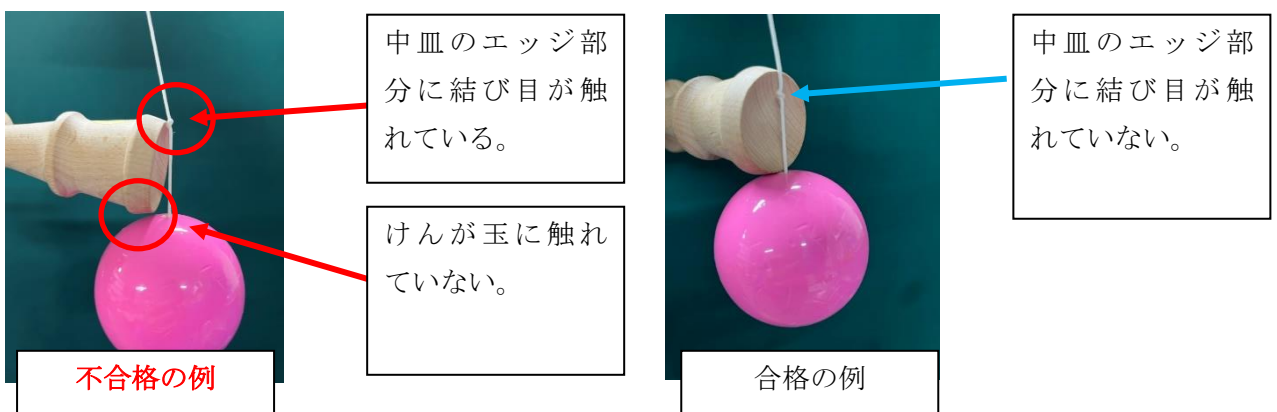 中皿のエッジ部
分に結び目が触
れている。
けんが玉に触れ
ていない。
不合格の例
中皿のエッジ部
分に結び目が触
れていない。
合格の例